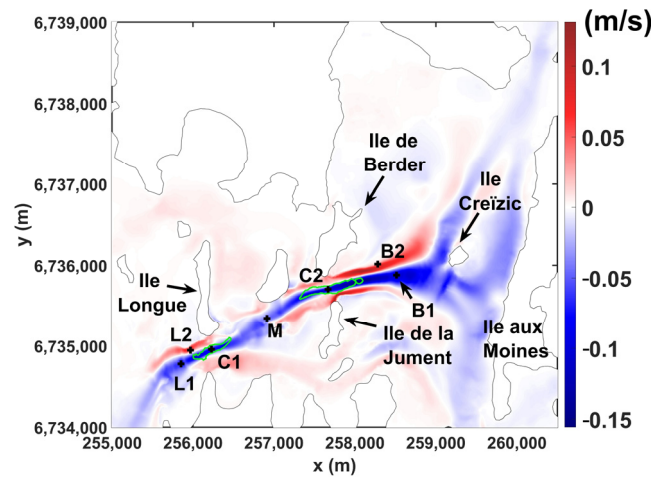 (m/s)
6,739,000
6,738,000
6,737,000
6,736,000
6,735,000
6,734,000
y (m)
255,000 256,000 257,000 258,000 259,000 260,000
x (m)
0.1
0.05
0
-0.05
-0.1
-0.15
Ile de
Berder
Ile
Creïzic
B2
C2
Ile
Longue
B1
M
L2
Ile de la
Jument
Ile aux
Moines
C1
L1